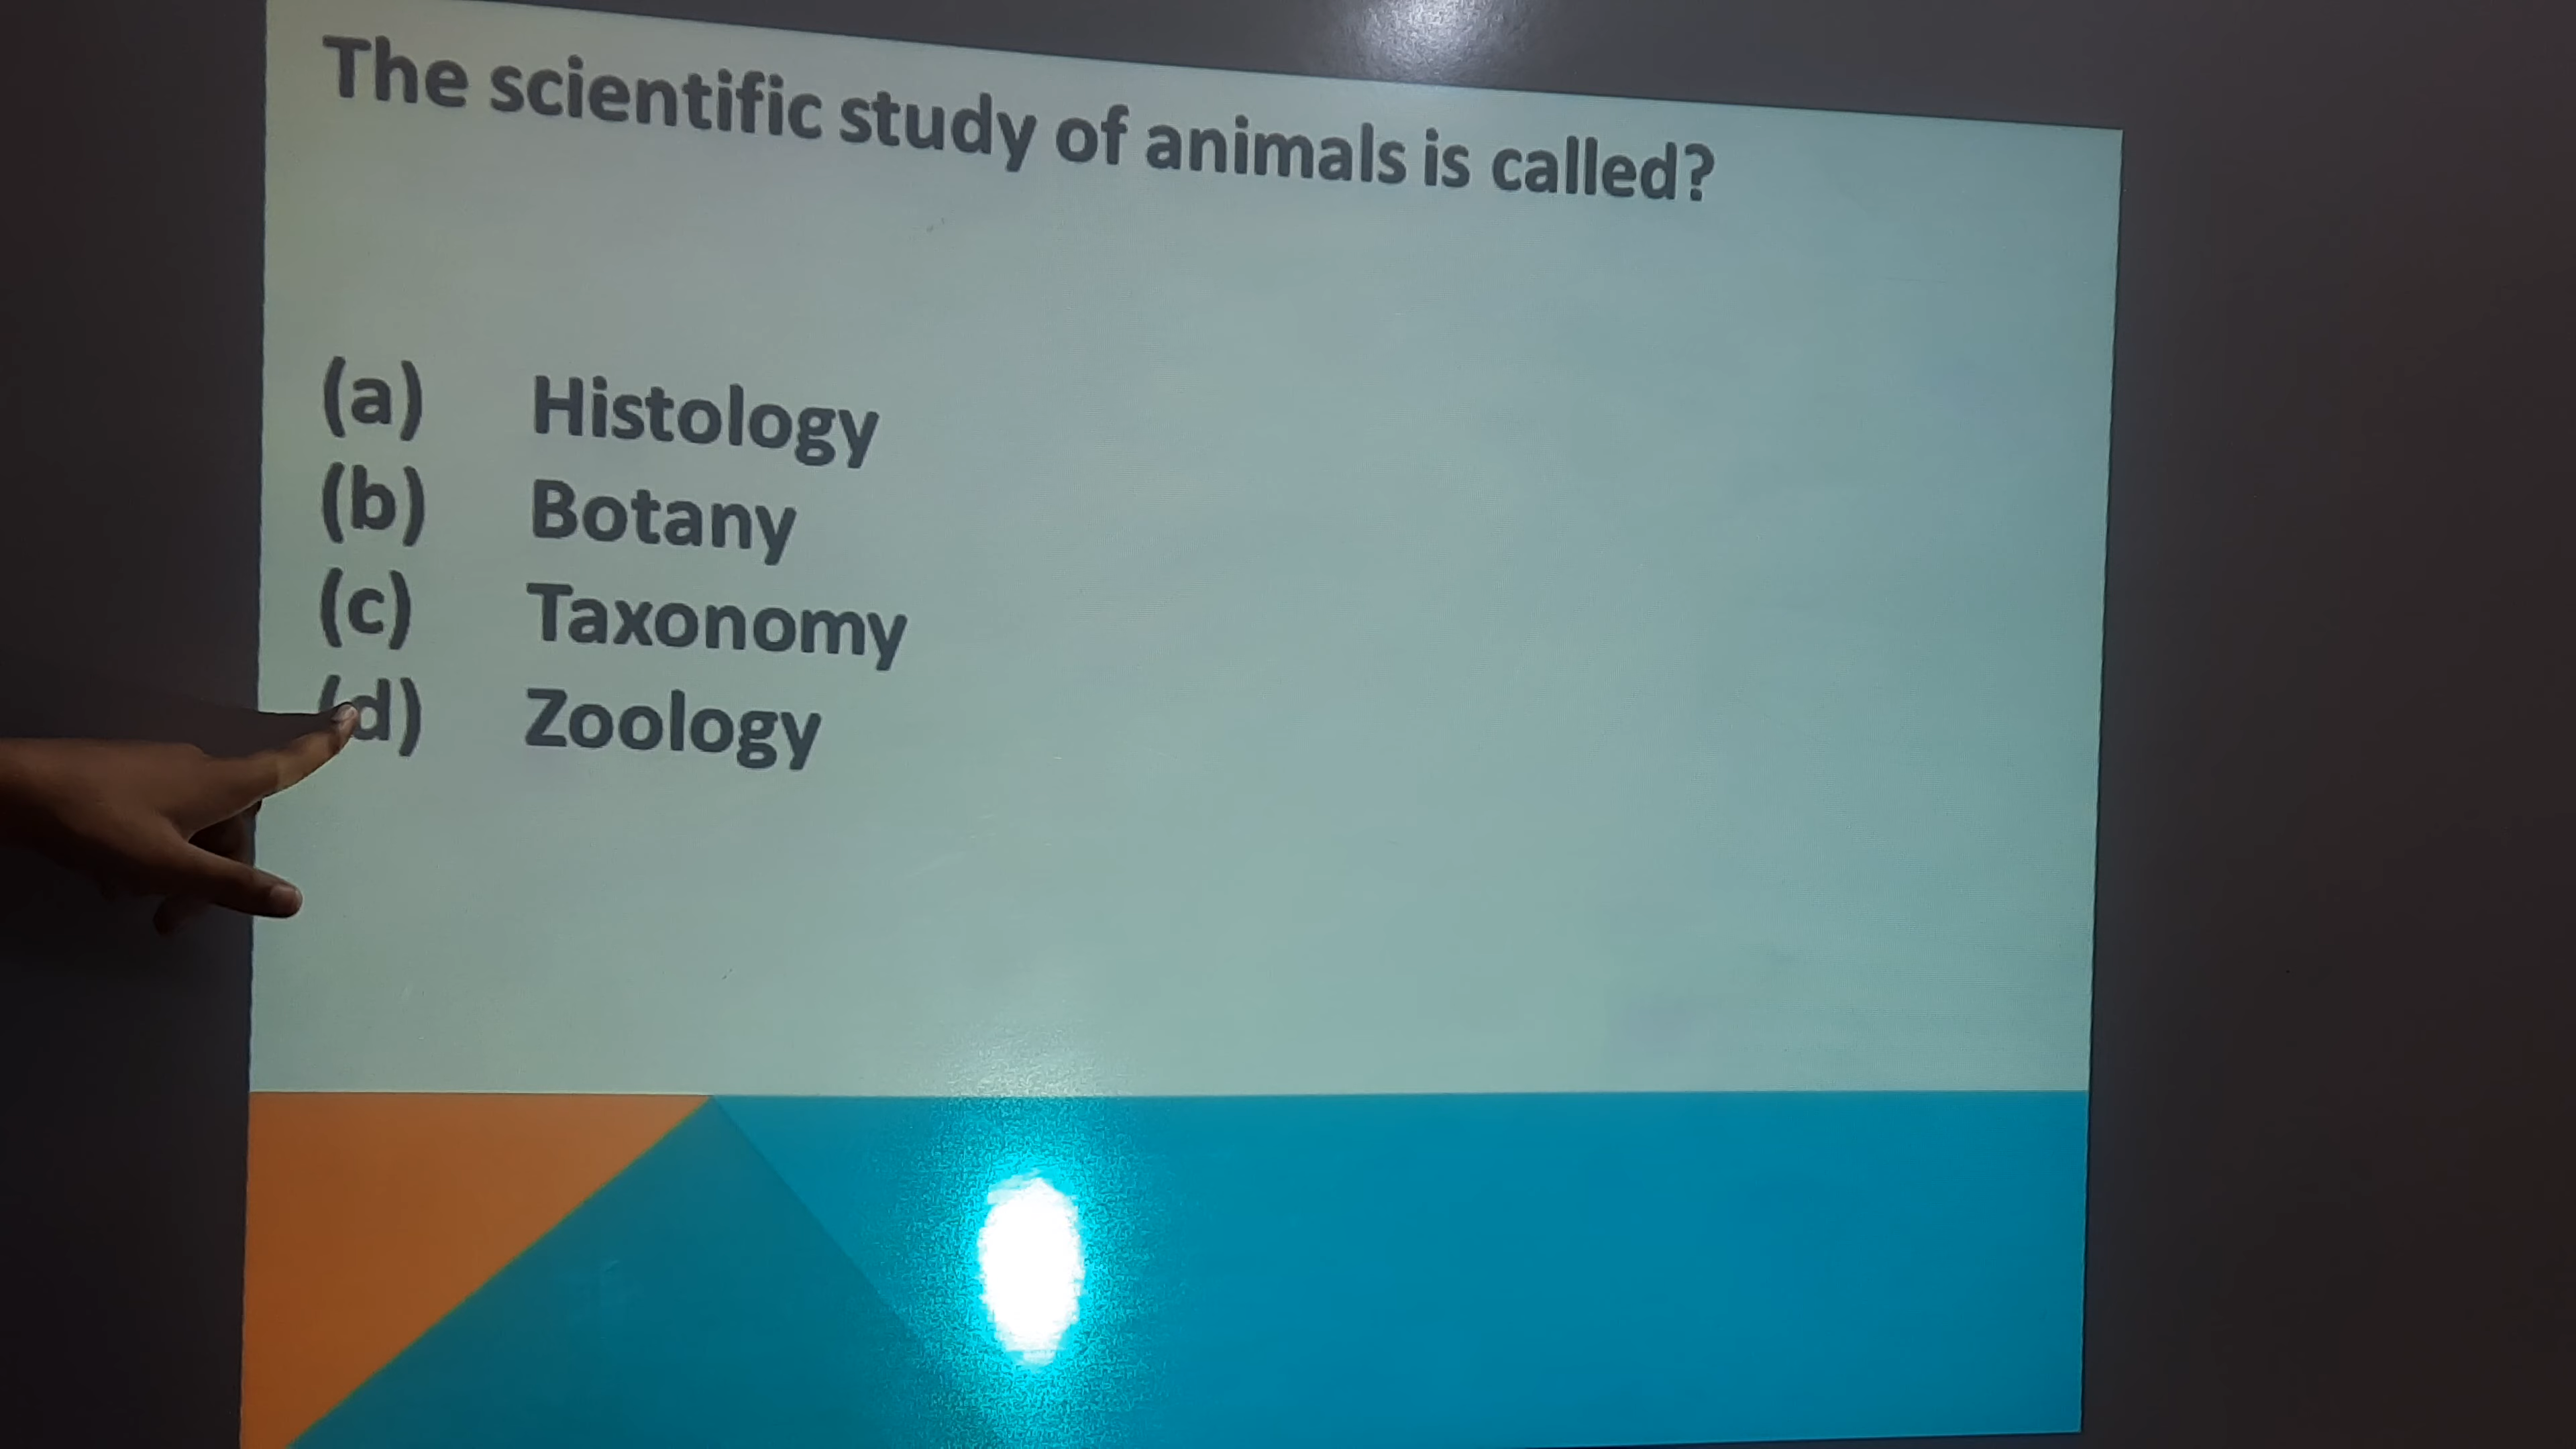 The scientific study of animals is called?
(a) Histology
(b) Botany
(c) Taxonomy
(d) Zoology